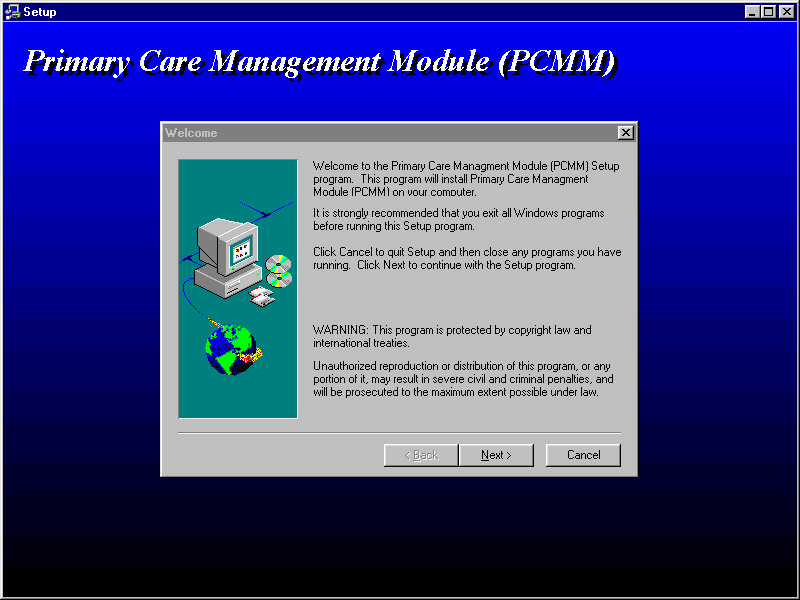 Setup
Primary Care Management Module (PCMM)
Welcome
Welcome to the Primary Care Managment Module (PCMM) Setup
program.  This program will install Primary Care Managment
Module (PCMM) on your computer.
It is strongly recommended that you exit all Windows programs
before running this Setup program.
Click Cancel to quit Setup and then close any programs you have
running.  Click Next to continue with the Setup program.
WARNING: This program is protected by copyright law and
international treaties.
Unauthorized reproduction or distribution of this program, or any
portion of it, may result in severe civil and criminal penalties, and
will be prosecuted to the maximum extent possible under law.
< Back
Next >
Cancel